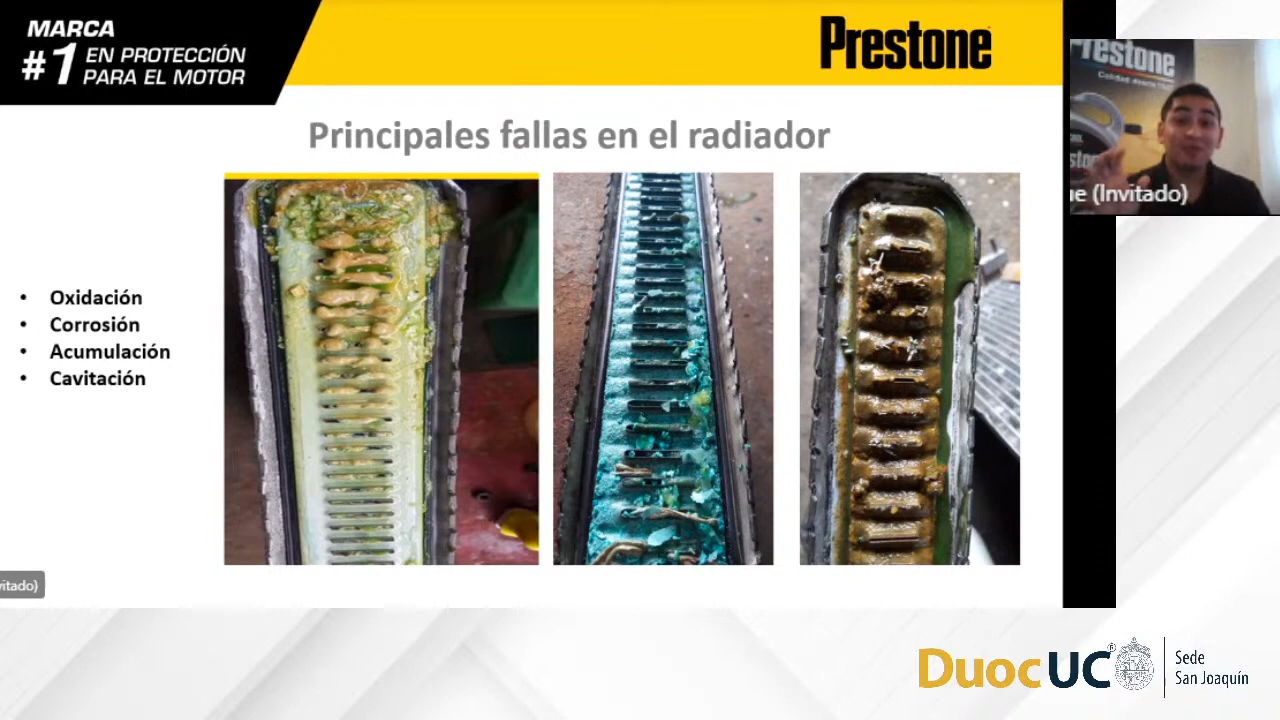 MARCA
#1 EN PROTECCIÓN
PARA EL MOTOR
Prestone
Prestone
Principales fallas en el radiador
• Oxidación
• Corrosión
• Acumulación
• Cavitación
ue (Invitado)
vitado)
DuocUC®
Sede
San Joaquín